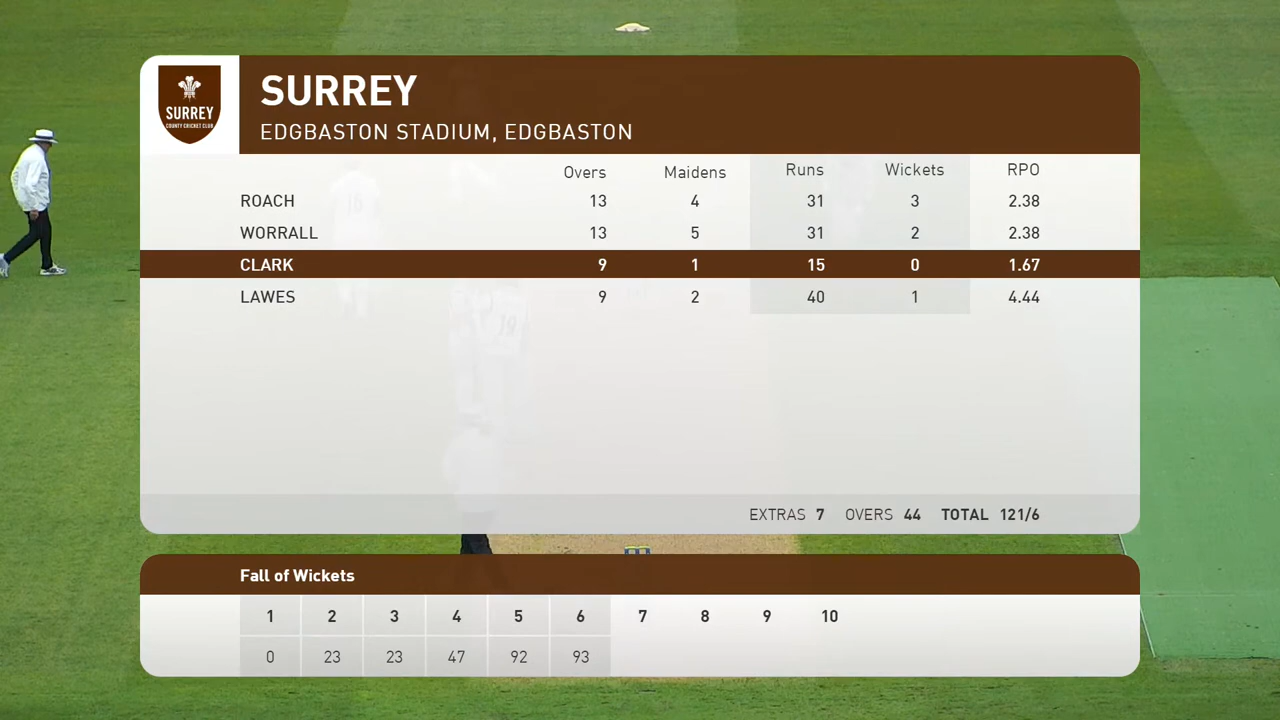 SURREY
COUNTY CRICKET CLUB
SURREY
EDGBASTON STADIUM, EDGBASTON
Overs Maidens Runs Wickets RPO
ROACH 13 4 31 3 2.38
WORRALL 13 5 31 2 2.38
CLARK 9 1 15 0 1.67
LAWES 9 2 40 1 4.44
EXTRAS 7 OVERS 44 TOTAL 121/6
Fall of Wickets
1 2 3 4 5 6 7 8 9 10
0 23 23 47 92 93